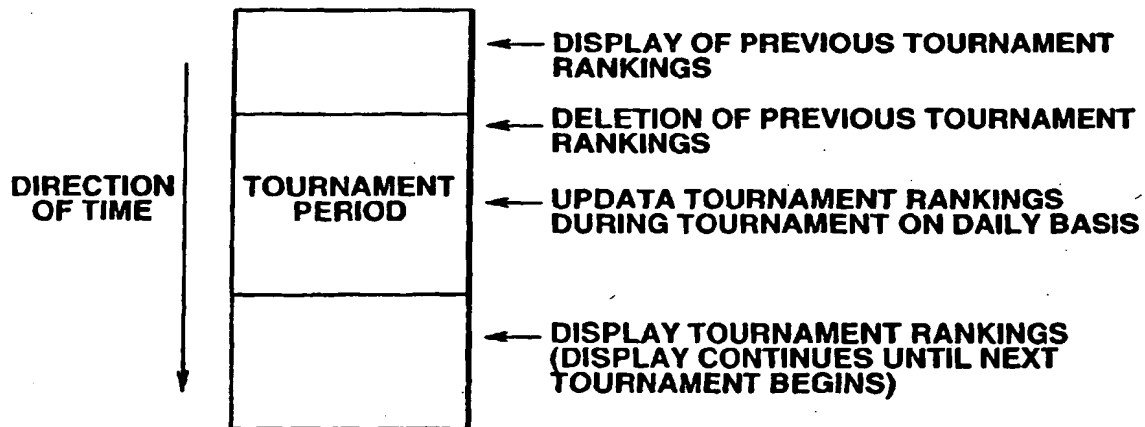 DISPLAY OF PREVIOUS TOURNAMENT
RANKINGS
DELETION OF PREVIOUS TOURNAMENT
RANKINGS
DIRECTION
OF TIME
TOURNAMENT
PERIOD
UPDATA TOURNAMENT RANKINGS
DURING TOURNAMENT ON DAILY BASIS
DISPLAY TOURNAMENT RANKINGS
(DISPLAY CONTINUES UNTIL NEXT
TOURNAMENT BEGINS)